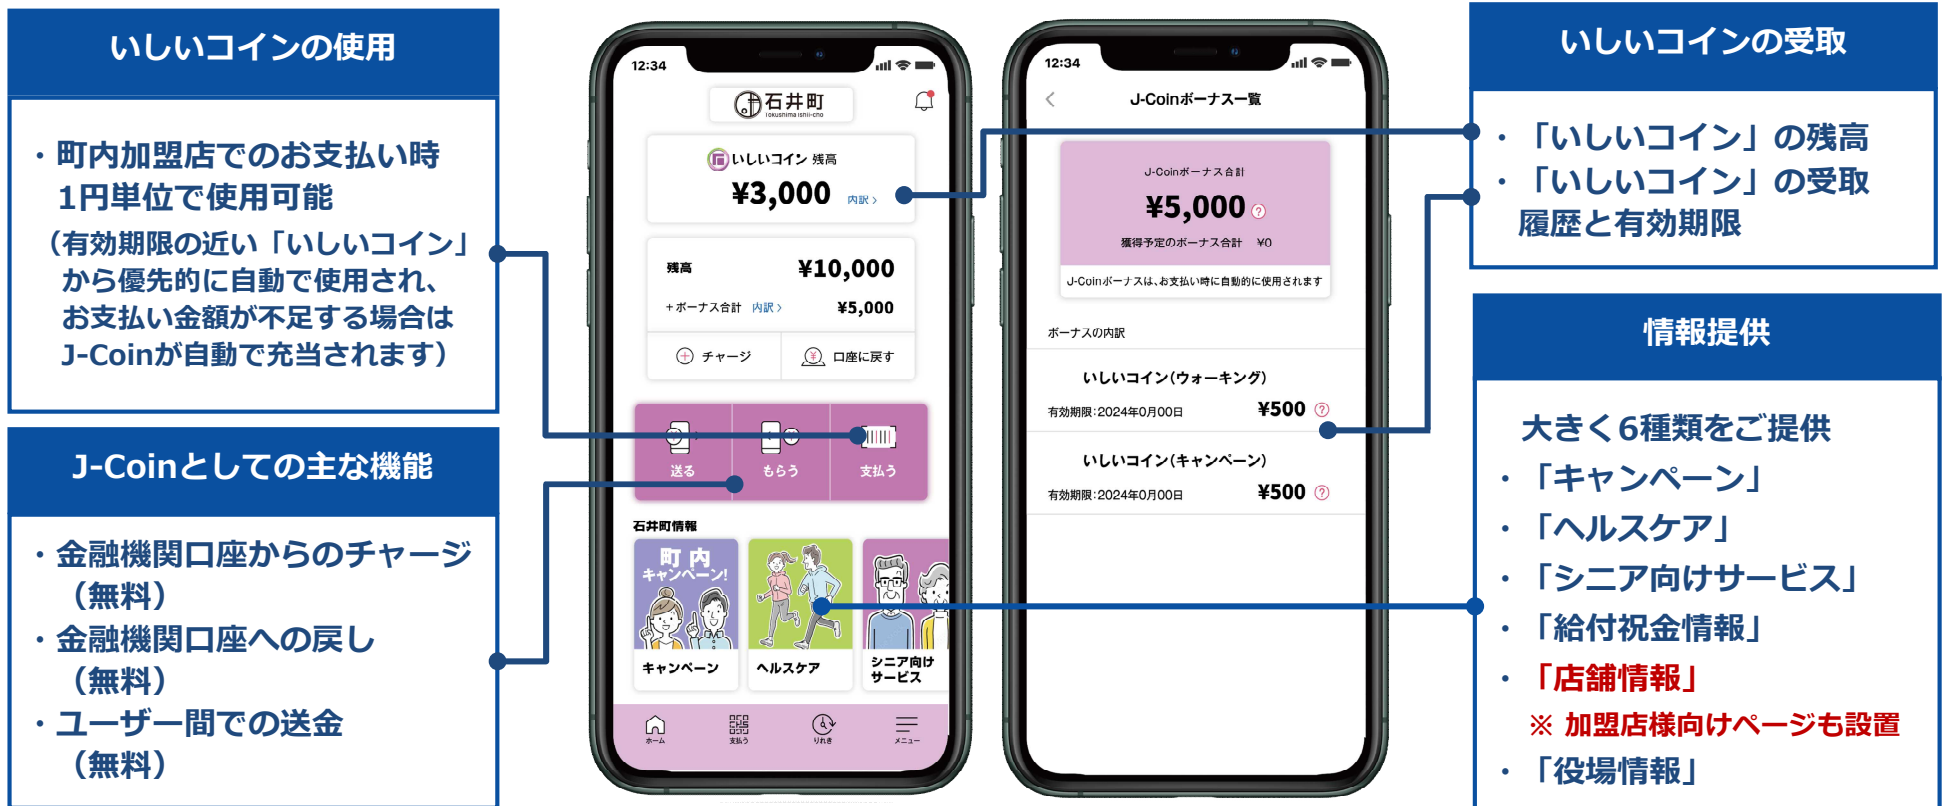 いしいコインの使用
・町内加盟店でのお支払い時
1円単位で使用可能
（有効期限の近い「いしいコイン」
から優先的に自動で使用され、
お支払い金額が不足する場合は
J-Coinが自動で充当されます）
J-Coinとしての主な機能
・金融機関口座からのチャージ
（無料）
・金融機関口座への戻し
（無料）
・ユーザー間での送金
（無料）
12:34
石井町
Tokushima Ishii-cho
いしいコイン 残高
¥3,000 内訳 >
残高 ¥10,000
+ボーナス合計 内訳 > ¥5,000
チャージ 口座に戻す
送る もらう 支払う
石井町情報
町内
キャンペーン!
キャンペーン
ヘルスケア
シニア向け
サービス
ホーム 支払う りれき メニュー
12:34
J-Coinボーナス一覧
J-Coinボーナス合計
¥5,000 ?
獲得予定のボーナス合計 ¥0
J-Coinボーナスは、お支払い時に自動的に使用されます
ボーナスの内訳
いしいコイン(ウォーキング)
有効期限:2024年0月00日 ¥500 ?
いしいコイン(キャンペーン)
有効期限:2024年0月00日 ¥500 ?
いしいコインの受取
・「いしいコイン」の残高
・「いしいコイン」の受取
履歴と有効期限
情報提供
大きく6種類をご提供
・「キャンペーン」
・「ヘルスケア」
・「シニア向けサービス」
・「給付祝金情報」
・「店舗情報」
※ 加盟店様向けページも設置
・「役場情報」